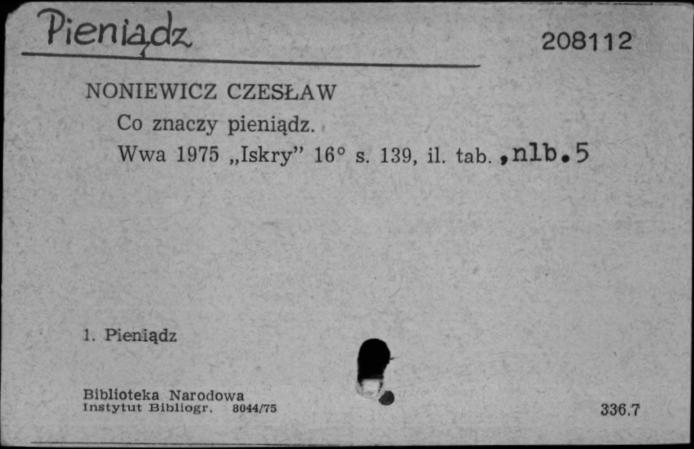 Pieniądz
208112
NONIEWICZ CZESŁAW
Co znaczy pieniądz.
Wwa 1975 „Iskry” 16° s. 139, il. tab. ,nlb.5
1. Pieniądz
Biblioteka Narodowa
Instytut Bibliogr. 8044/75
336.7